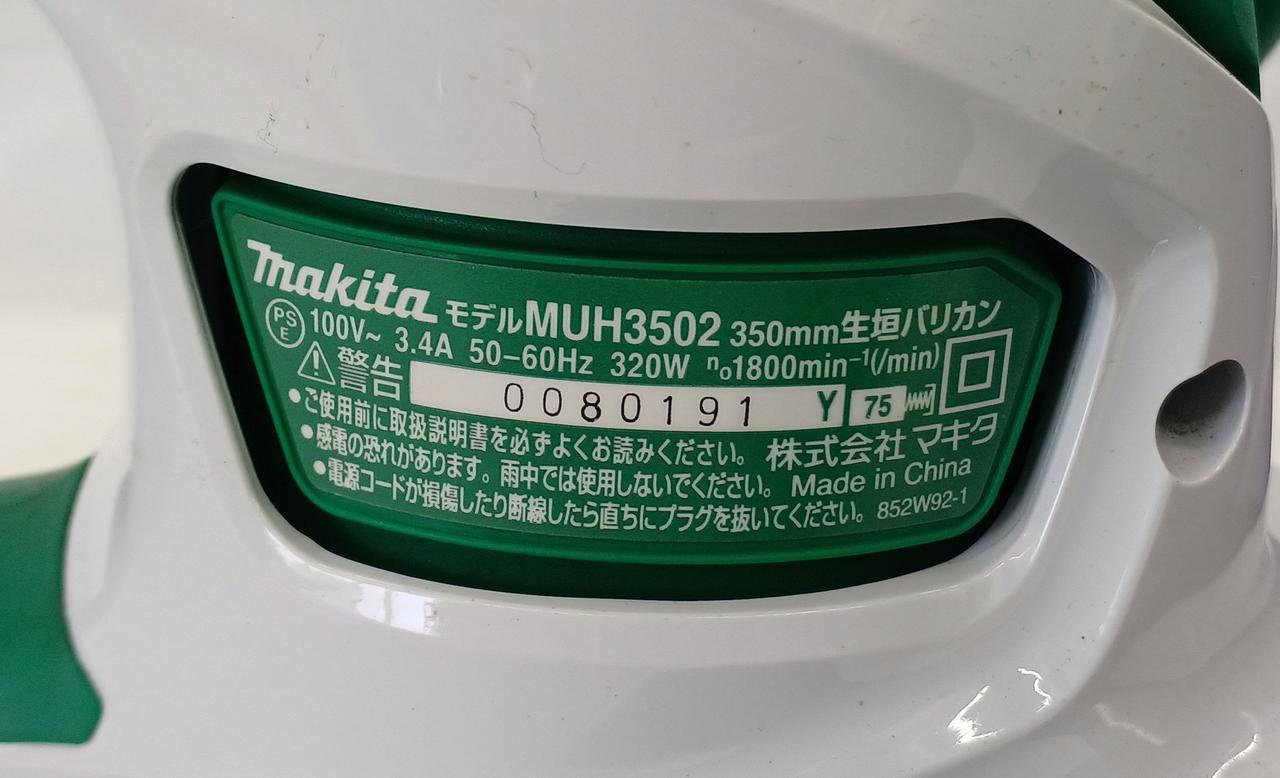 makita モデルMUH3502 350mm生垣バリカン
PS E 100V~ 3.4A 50-60Hz 320W n₀1800min⁻¹(/min)
警告 0080191 Y 75
●ご使用前に取扱説明書を必ずよくお読みください。 株式会社 マキタ
●感電の恐れがあります。雨中では使用しないでください。 Made in China
●電源コードが損傷したり断線したら直ちにプラグを抜いてください。 852W92-1